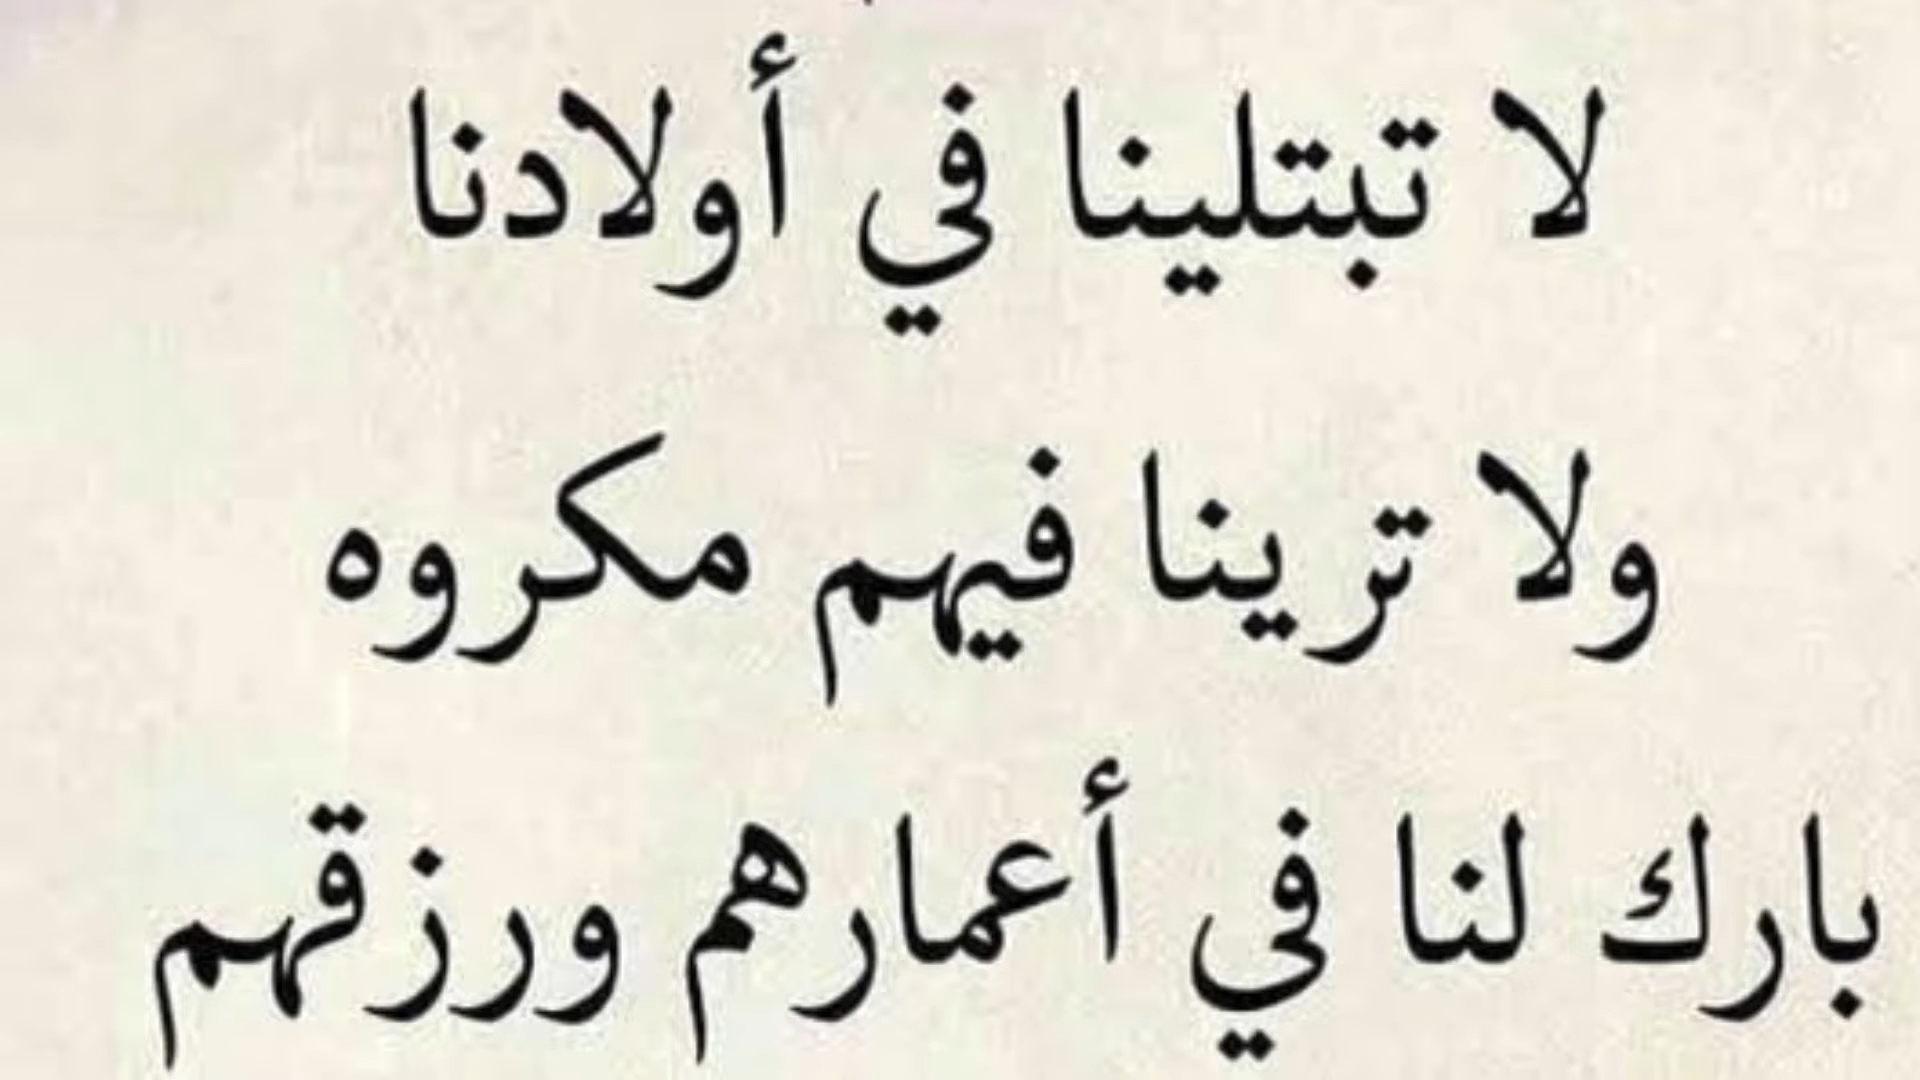 لا تبتلينا في أولادنا
ولا ترينا فيهم مكروه
بارك لنا في أعمارهم ورزقهم